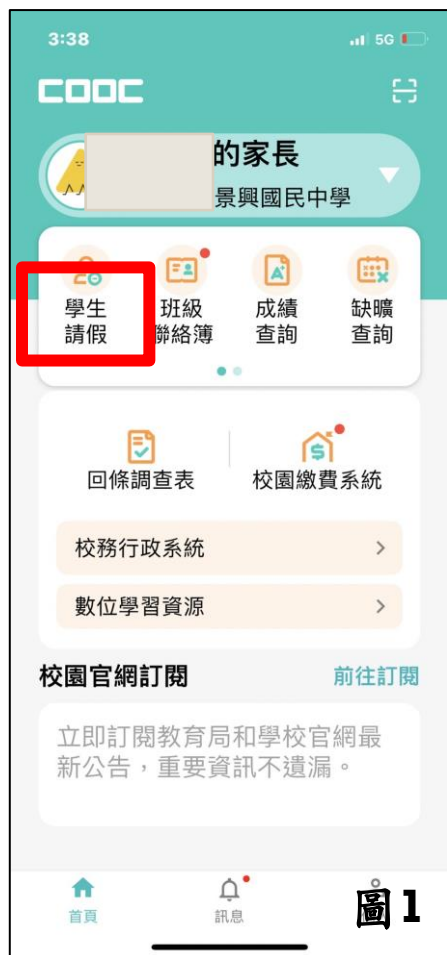 3:38
5G
COOC
的家長
景興國民中學
學生 班級 成績 缺曠
請假 聯絡簿 查詢 查詢
回條調查表 校園繳費系統
校務行政系統
數位學習資源
校園官網訂閱 前往訂閱
立即訂閱教育局和學校官網最
新公告，重要資訊不遺漏。
首頁 訊息
圖1